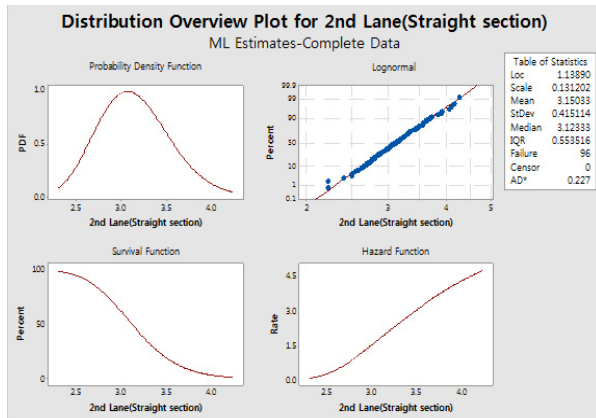 Distribution Overview Plot for 2nd Lane(Straight section)
ML Estimates-Complete Data
Probability Density Function
1.0
0.5
0.0
PDF
2.5 3.0 3.5 4.0
2nd Lane(Straight section)
Lognormal
99.9
99
90
50
10
1
0.1
Percent
2 3 4 5
2nd Lane(Straight section)
Table of Statistics
Loc 1.13890
Scale 0.131202
Mean 3.15033
StDev 0.415114
Median 3.12333
IQR 0.553516
Failure 96
Censor 0
AD* 0.227
Survival Function
100
50
0
Percent
2.5 3.0 3.5 4.0
2nd Lane(Straight section)
Hazard Function
4.5
3.0
1.5
0.0
Rate
2.5 3.0 3.5 4.0
2nd Lane(Straight section)